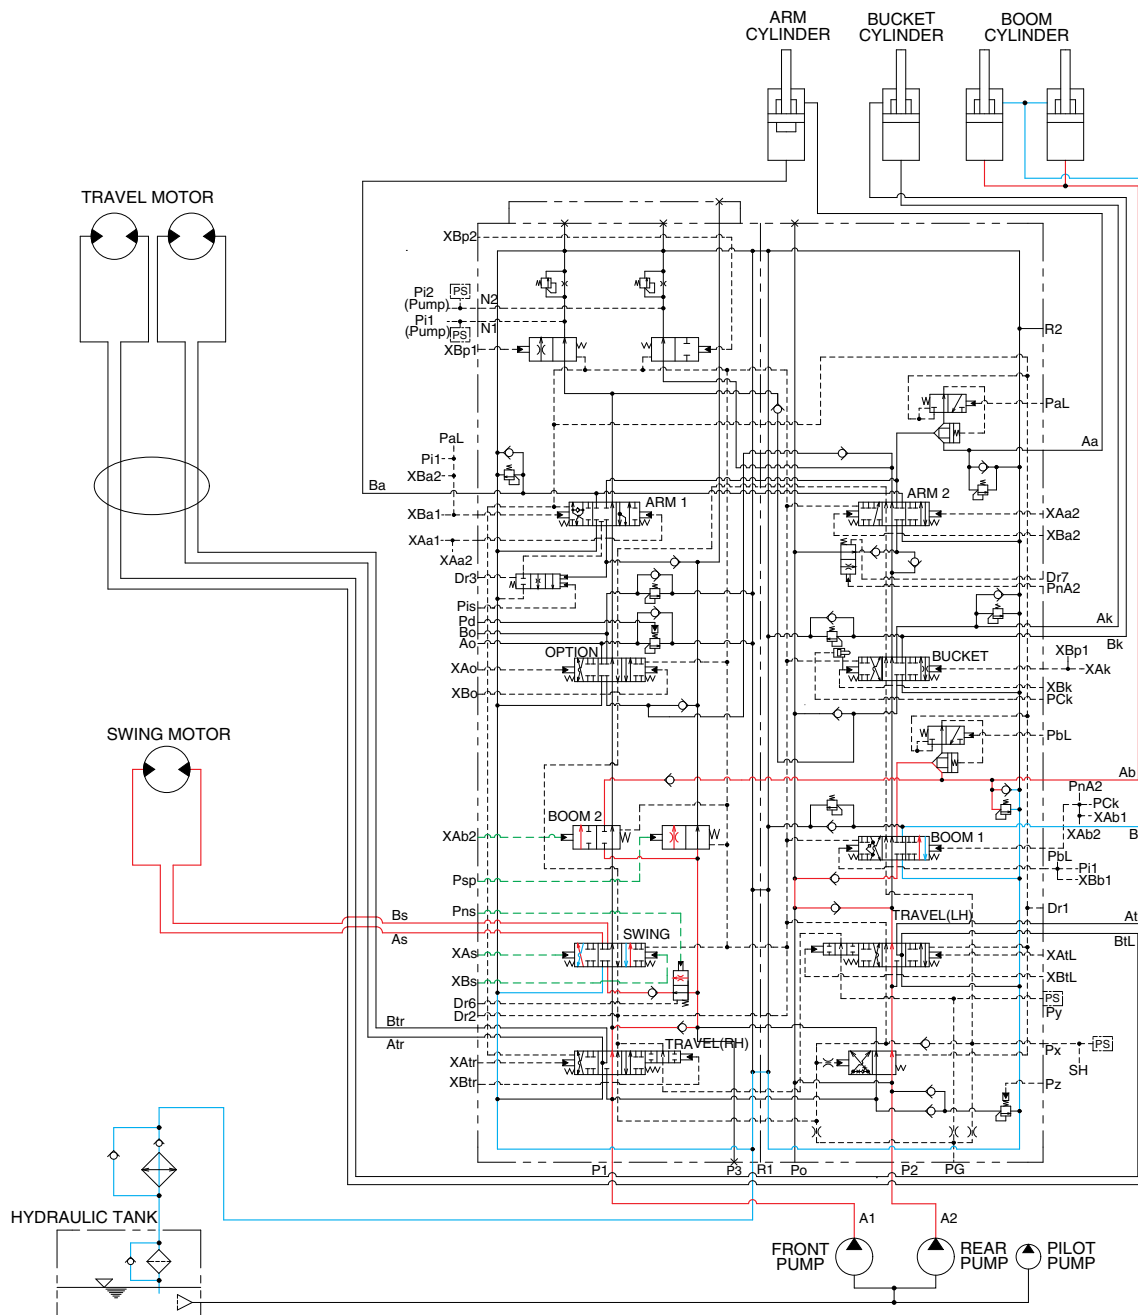 ARM
CYLINDER
BUCKET
CYLINDER
BOOM
CYLINDER
TRAVEL MOTOR
XBp2
Pi2
(Pump)
PS
N2
Pi1
(Pump)
PS
N1
XBp1
R2
PaL
Aa
PaL
Pi1
XBa2
Ba
XBa1
ARM 1
ARM 2
XAa2
XBa2
XAa1
XAa2
Dr3
Dr7
PnA2
Pis
Pd
Bo
Ao
Ak
Bk
OPTION
BUCKET
XBp1
XAo
XAk
XBo
XBk
PCk
SWING MOTOR
PbL
Ab
PnA2
PCk
XAb1
XAb2
B
BOOM 2
BOOM 1
XAb2
PbL
Pi1
XBb1
Psp
Pns
Dr1
Bs
As
TRAVEL(LH)
At
BtL
SWING
XAs
XAtL
XBs
XBtL
Dr6
Dr2
PS
Py
Btr
Atr
TRAVEL(RH)
Px
PS
SH
XAtr
XBtr
Pz
P1
P3
R1
Po
P2
PG
HYDRAULIC TANK
A1
A2
FRONT
PUMP
REAR
PUMP
PILOT
PUMP